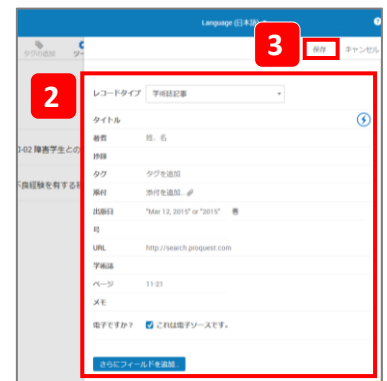 Language (日本語)
3
保存
キャンセル
タグの追加
2
レコードタイプ 学術誌記事
タイトル
著者 姓、名
抄録
)-02 障害学生との
タグ タグを追加
添付 添付を追加..
不良経験を有する
出版日 "Mar 12, 2015" or "2015" 巻
号
URL http://search.proquest.com
学術誌
ページ 11-21
メモ
電子ですか? これは電子ソースです。
さらにフィールドを追加..